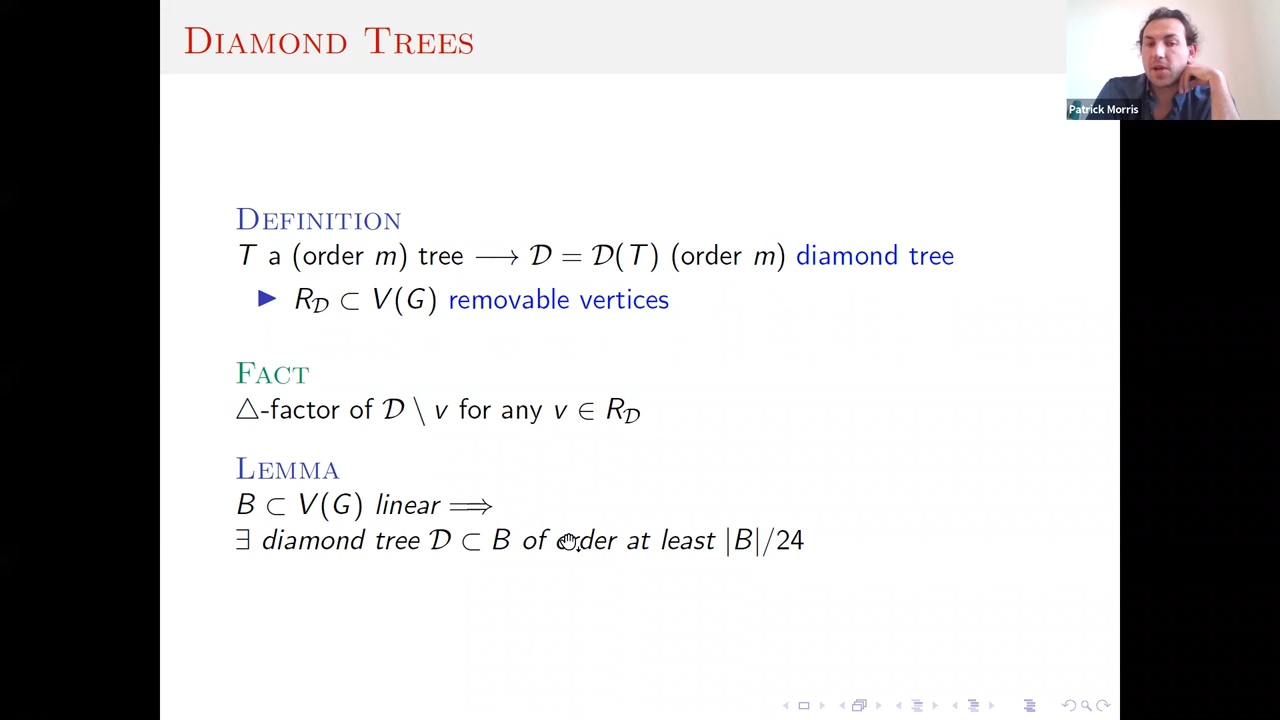 DIAMOND TREES
Patrick Morris
DEFINITION
T a (order m) tree ⟶ 𝒟 = 𝒟(T) (order m) diamond tree
▶ R_𝒟 ⊂ V(G) removable vertices
FACT
△-factor of 𝒟 \ v for any v ∈ R_𝒟
LEMMA
B ⊂ V(G) linear ⟹
∃ diamond tree 𝒟 ⊂ B of order at least |B|/24